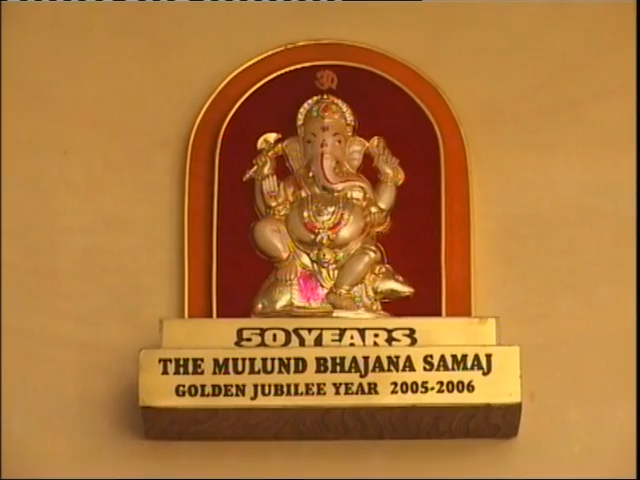 ॐ
50 YEARS
THE MULUND BHAJANA SAMAJ
GOLDEN JUBILEE YEAR 2005-2006